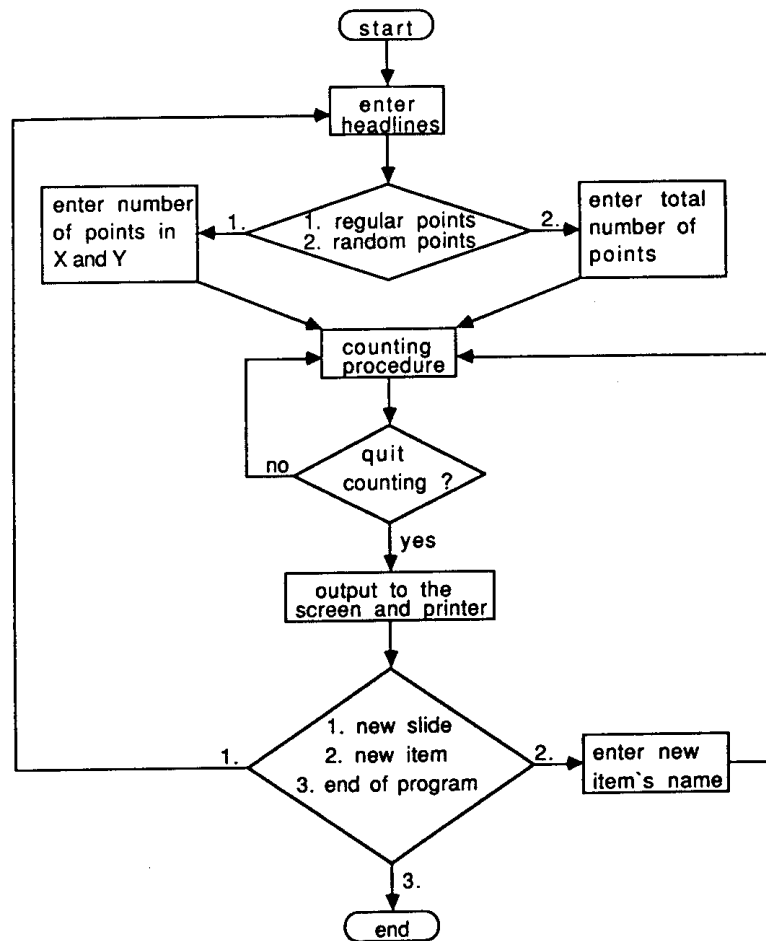 start
enter
headlines
enter number
of points in
X and Y
1.
1. regular points
2. random points
2.
enter total
number of
points
counting
procedure
no
quit
counting ?
yes
output to the
screen and printer
1.
1. new slide
2. new item
3. end of program
2.
enter new
item`s name
3.
end